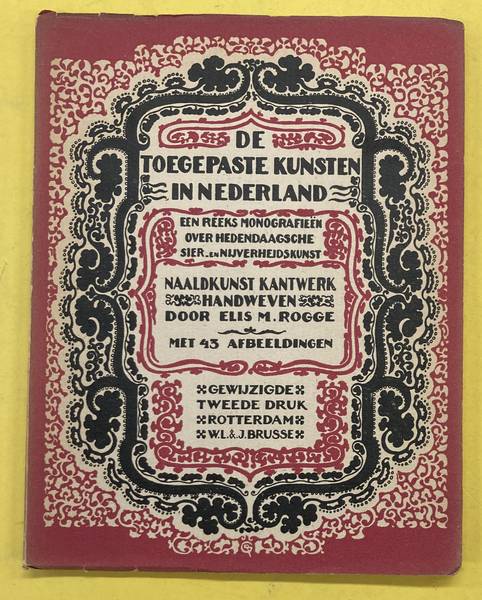 DE
TOEGEPASTE KUNSTEN
IN NEDERLAND
EEN REEKS MONOGRAFIEËN
OVER HEDENDAAGSCHE
SIER- EN NIJVERHEIDSKUNST
NAALDKUNST KANTWERK
HANDWEVEN
DOOR ELIS M. ROGGE
MET 43 AFBEELDINGEN
GEWIJZIGDE
TWEEDE DRUK
ROTTERDAM
W.L. & J. BRUSSE